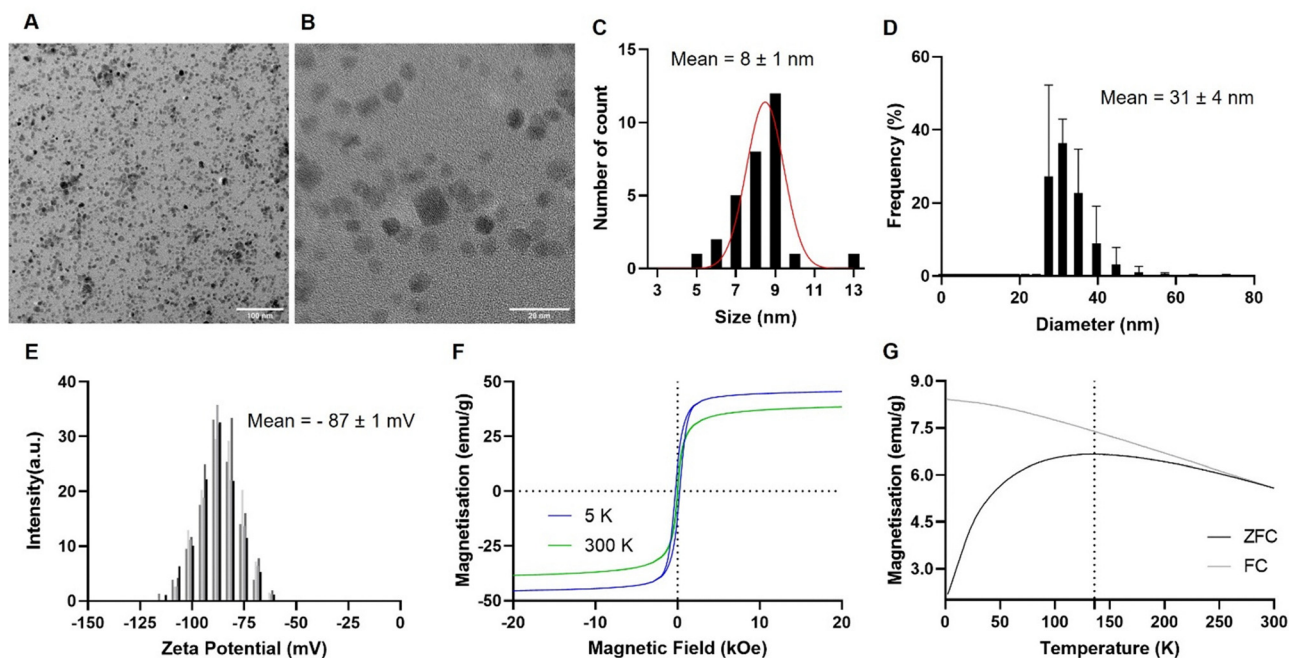 A
100 nm
B
20 nm
C
Mean = 8 ± 1 nm
Number of count
15
10
5
0
3 5 7 9 11 13
Size (nm)
D
Mean = 31 ± 4 nm
Frequency (%)
60
40
20
0
0 20 40 60 80
Diameter (nm)
E
Mean = - 87 ± 1 mV
Intensity(a.u.)
40
30
20
10
0
-150 -125 -100 -75 -50 -25 0
Zeta Potential (mV)
F
Magnetisation (emu/g)
50
25
0
-25
-50
5 K
300 K
-20 -10 0 10 20
Magnetic Field (kOe)
G
Magnetisation (emu/g)
9.0
7.5
6.0
4.5
3.0
ZFC
FC
0 50 100 150 200 250 300
Temperature (K)